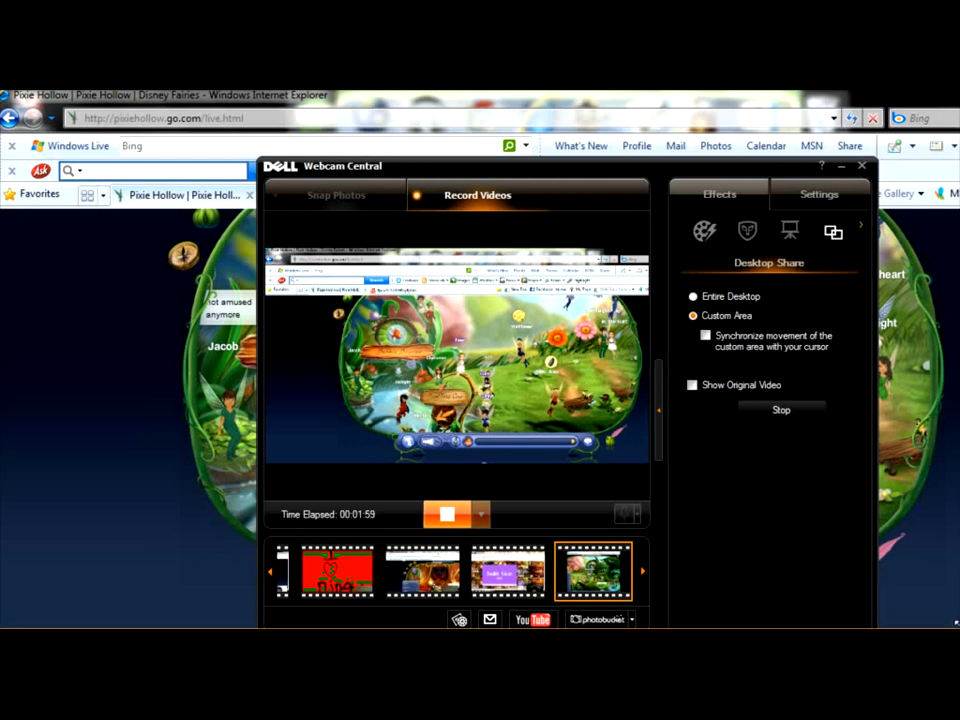 Pixie Hollow | Pixie Hollow | Disney Fairies - Windows Internet Explorer
http://pixiehollow.go.com/live.html
Bing
Windows Live
Bing
What's New
Profile
Mail
Photos
Calendar
MSN
Share
Ask
DELL Webcam Central
? _ X
Favorites
Pixie Hollow | Pixie Holl...
Snap Photos
Record Videos
Effects
Settings
Gallery
M
Desktop Share
heart
not amused
anymore
Entire Desktop
Custom Area
Jacob
Synchronize movement of the
custom area with your cursor
Show Original Video
Stop
Time Elapsed: 00:01:59
YouTube
photobucket